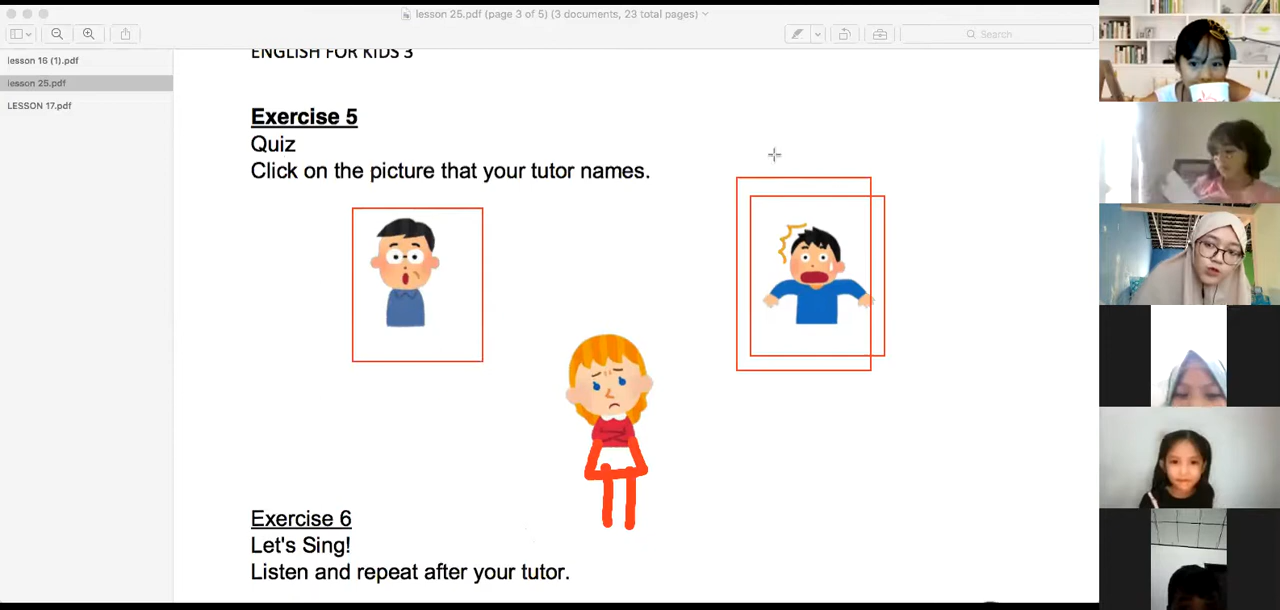 lesson 25.pdf (page 3 of 5) (3 documents, 23 total pages)
Search
lesson 16 (1).pdf
lesson 25.pdf
LESSON 17.pdf
ENGLISH FOR KIDS 3
Exercise 5
Quiz
Click on the picture that your tutor names.
Exercise 6
Let's Sing!
Listen and repeat after your tutor.